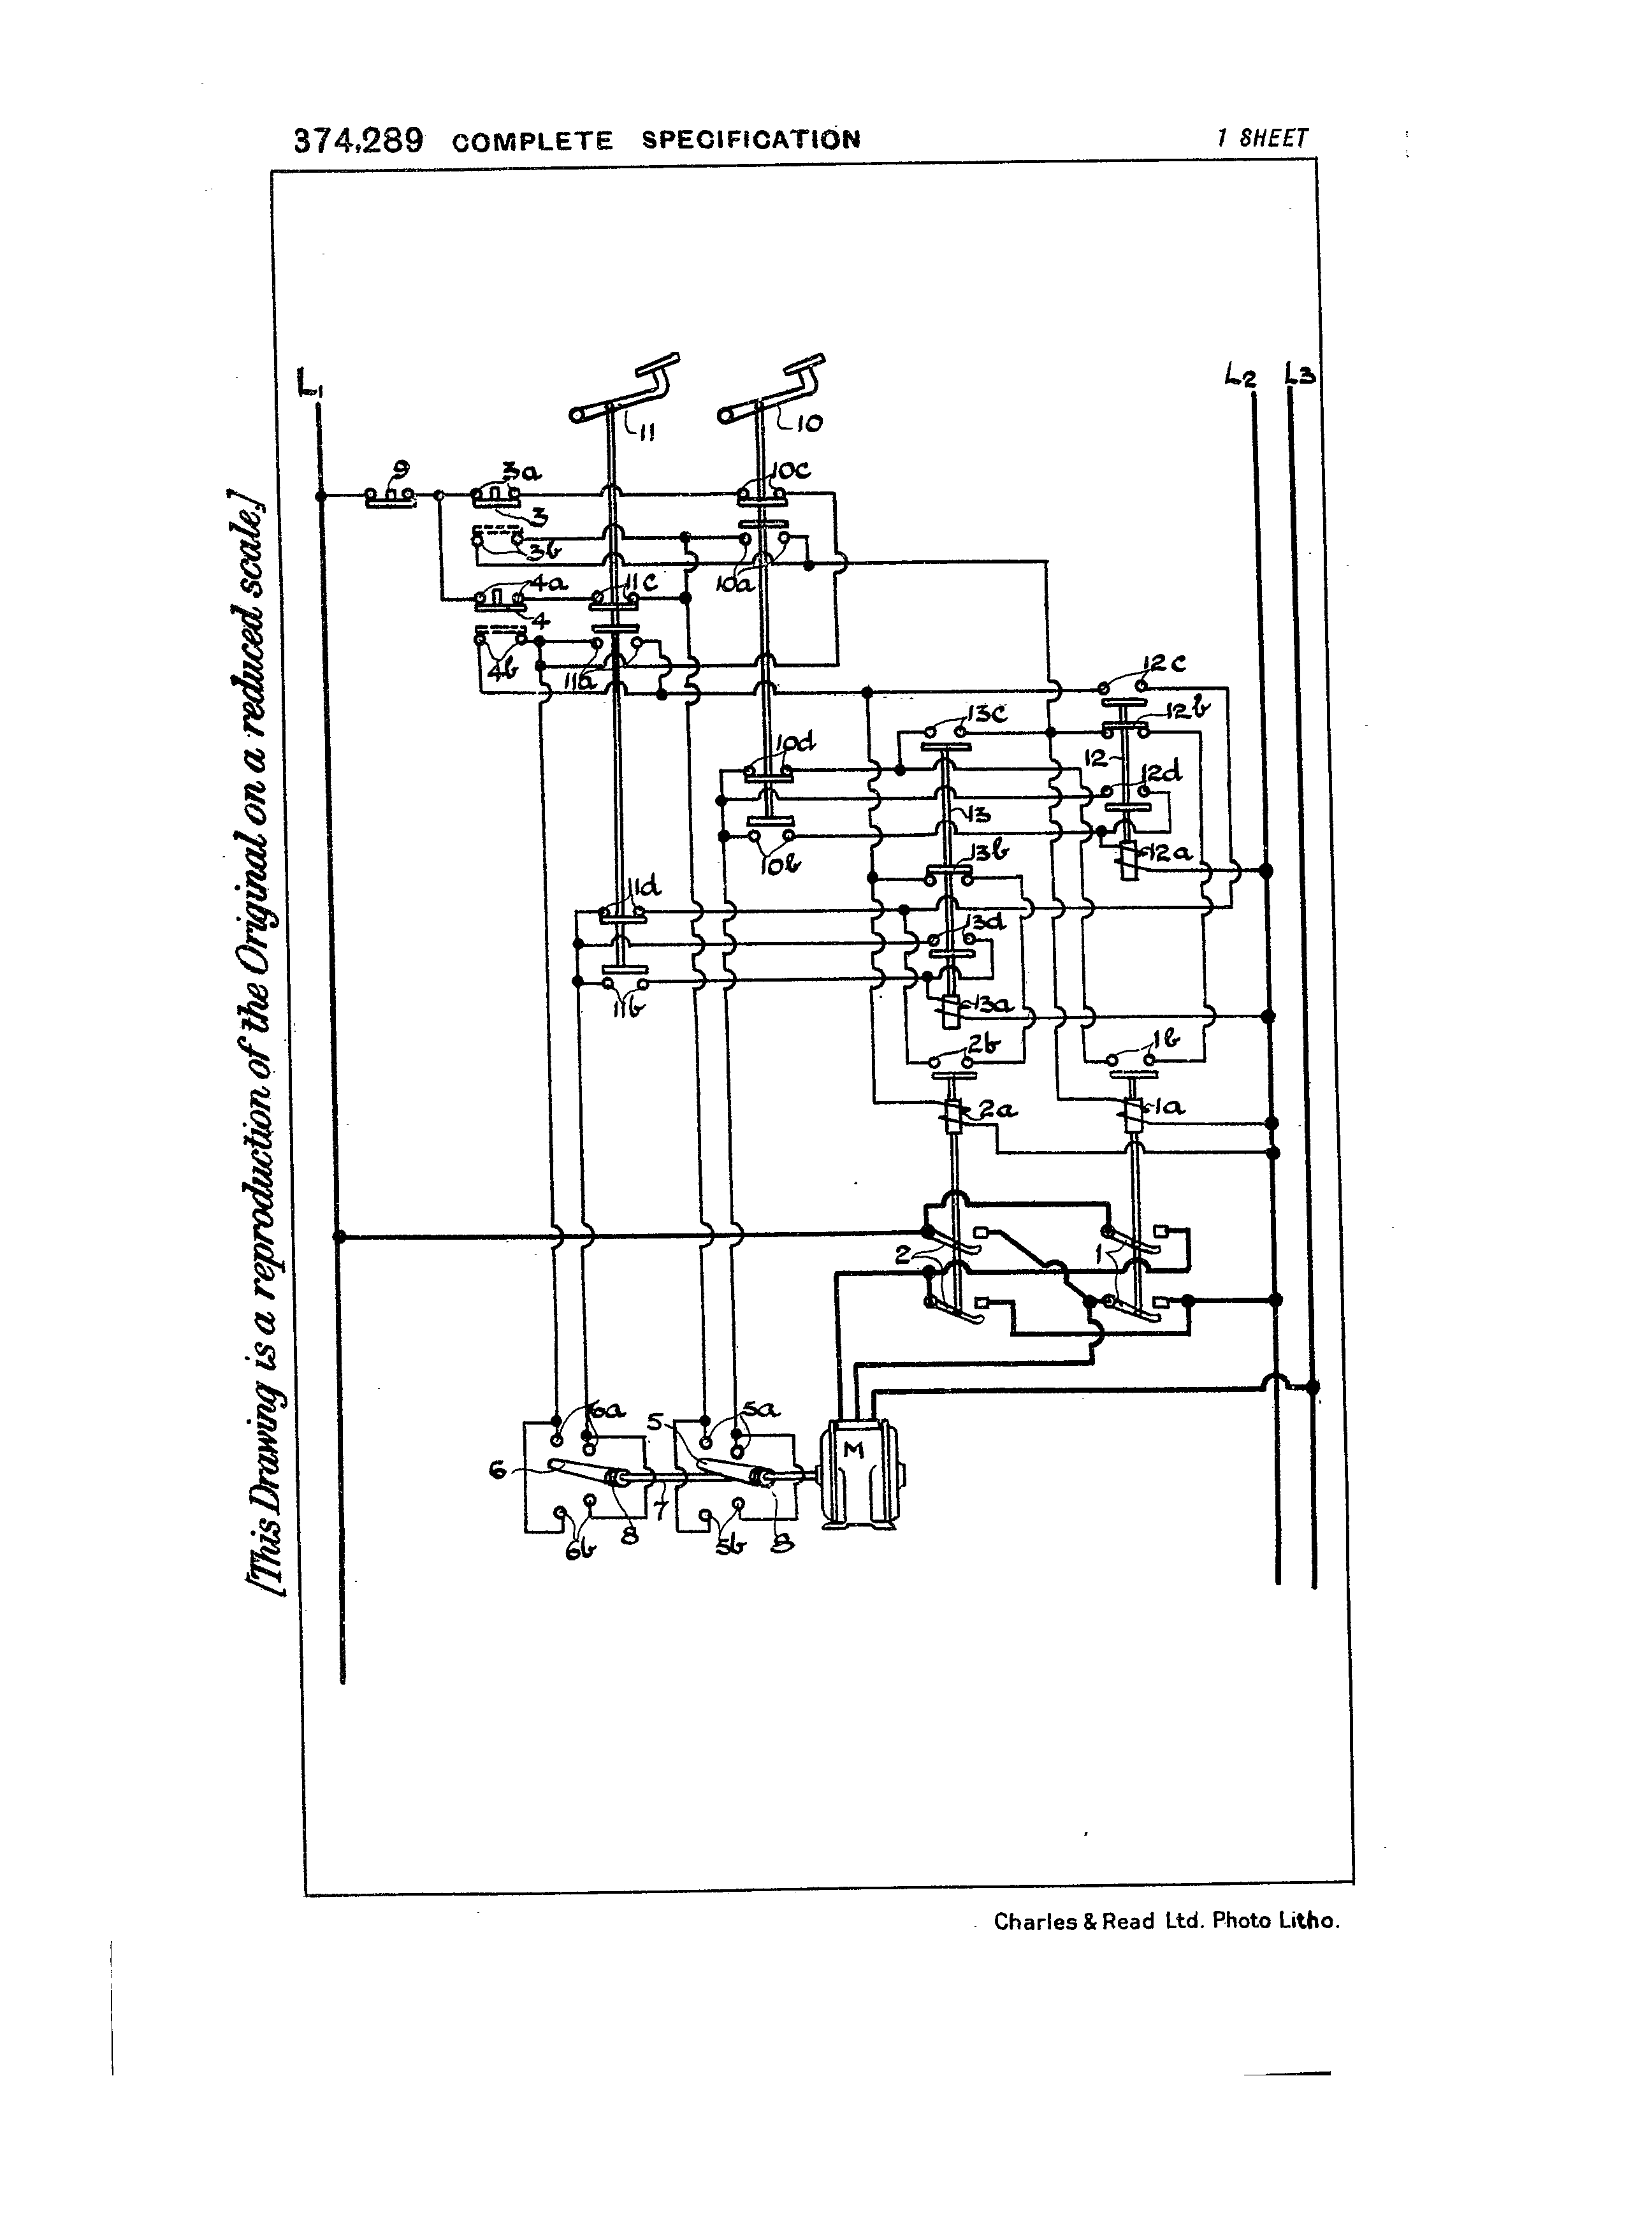 374,289 COMPLETE SPECIFICATION
1 SHEET
[This Drawing is a reproduction of the Original on a reduced scale.]
L1
L2
L3
11
10
9
3a
10c
3
3b
10a
4a
11c
4
4b
11a
12c
13c
12b
10d
12
12d
13
10b
13b
12a
11d
13d
11b
13a
2b
1b
2a
1a
2
1
6a
5
5a
M
6
7
8
6b
5b
8
Charles & Read Ltd. Photo Litho.